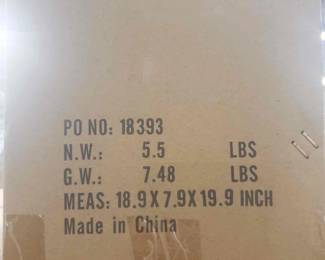 PO NO: 18393
N.W.: 5.5 LBS
G.W.: 7.48 LBS
MEAS: 18.9X7.9X19.9 INCH
Made in China